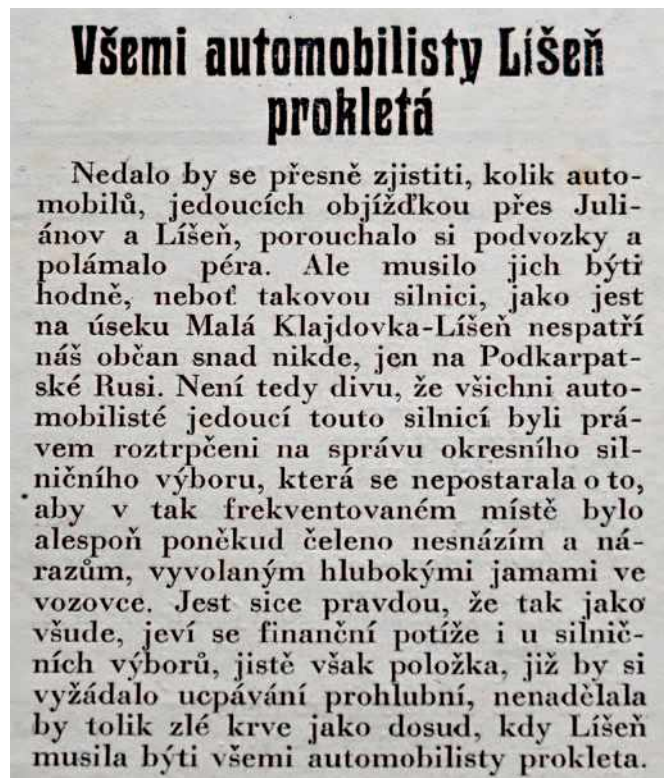 Všemi automobilisty Líšeň
prokletá
Nedalo by se přesně zjistiti, kolik auto-
mobilů, jedoucích objížďkou přes Juli-
ánov a Líšeň, porouchalo si podvozky a
polámalo péra. Ale musilo jich býti
hodně, neboť takovou silnici, jako jest
na úseku Malá Klajdovka-Líšeň nespatří
náš občan snad nikde, jen na Podkarpat-
ské Rusi. Není tedy divu, že všichni auto-
mobilisté jedoucí touto silnicí byli prá-
vem roztrpčeni na správu okresního sil-
ničního výboru, která se nepostarala o to,
aby v tak frekventovaném místě bylo
alespoň poněkud čeleno nesnázím a ná-
razům, vyvolaným hlubokými jamami ve
vozovce. Jest sice pravdou, že tak jako
všude, jeví se finanční potíže i u silnič-
ních výborů, jistě však položka, již by si
vyžádalo ucpávání prohlubní, nenadělala
by tolik zlé krve jako dosud, kdy Líšeň
musila býti všemi automobilisty prokleta.